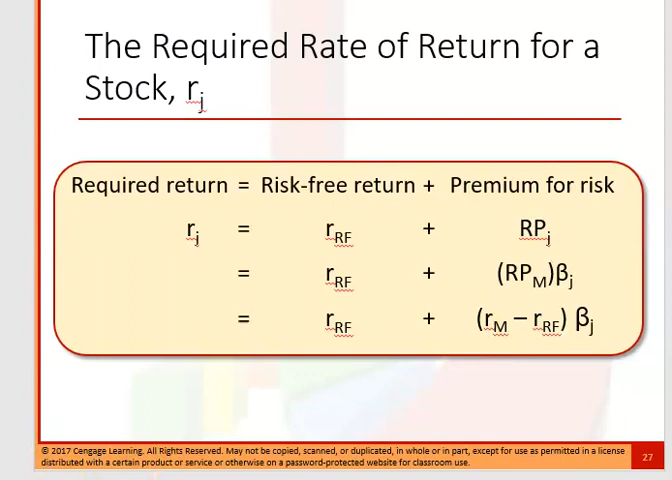 The Required Rate of Return for a
Stock, rj
Required return = Risk-free return + Premium for risk
rj = rRF + RPj
= rRF + (RPM)βj
= rRF + (rM – rRF) βj
© 2017 Cengage Learning. All Rights Reserved. May not be copied, scanned, or duplicated, in whole or in part, except for use as permitted in a license
distributed with a certain product or service or otherwise on a password-protected website for classroom use.
27